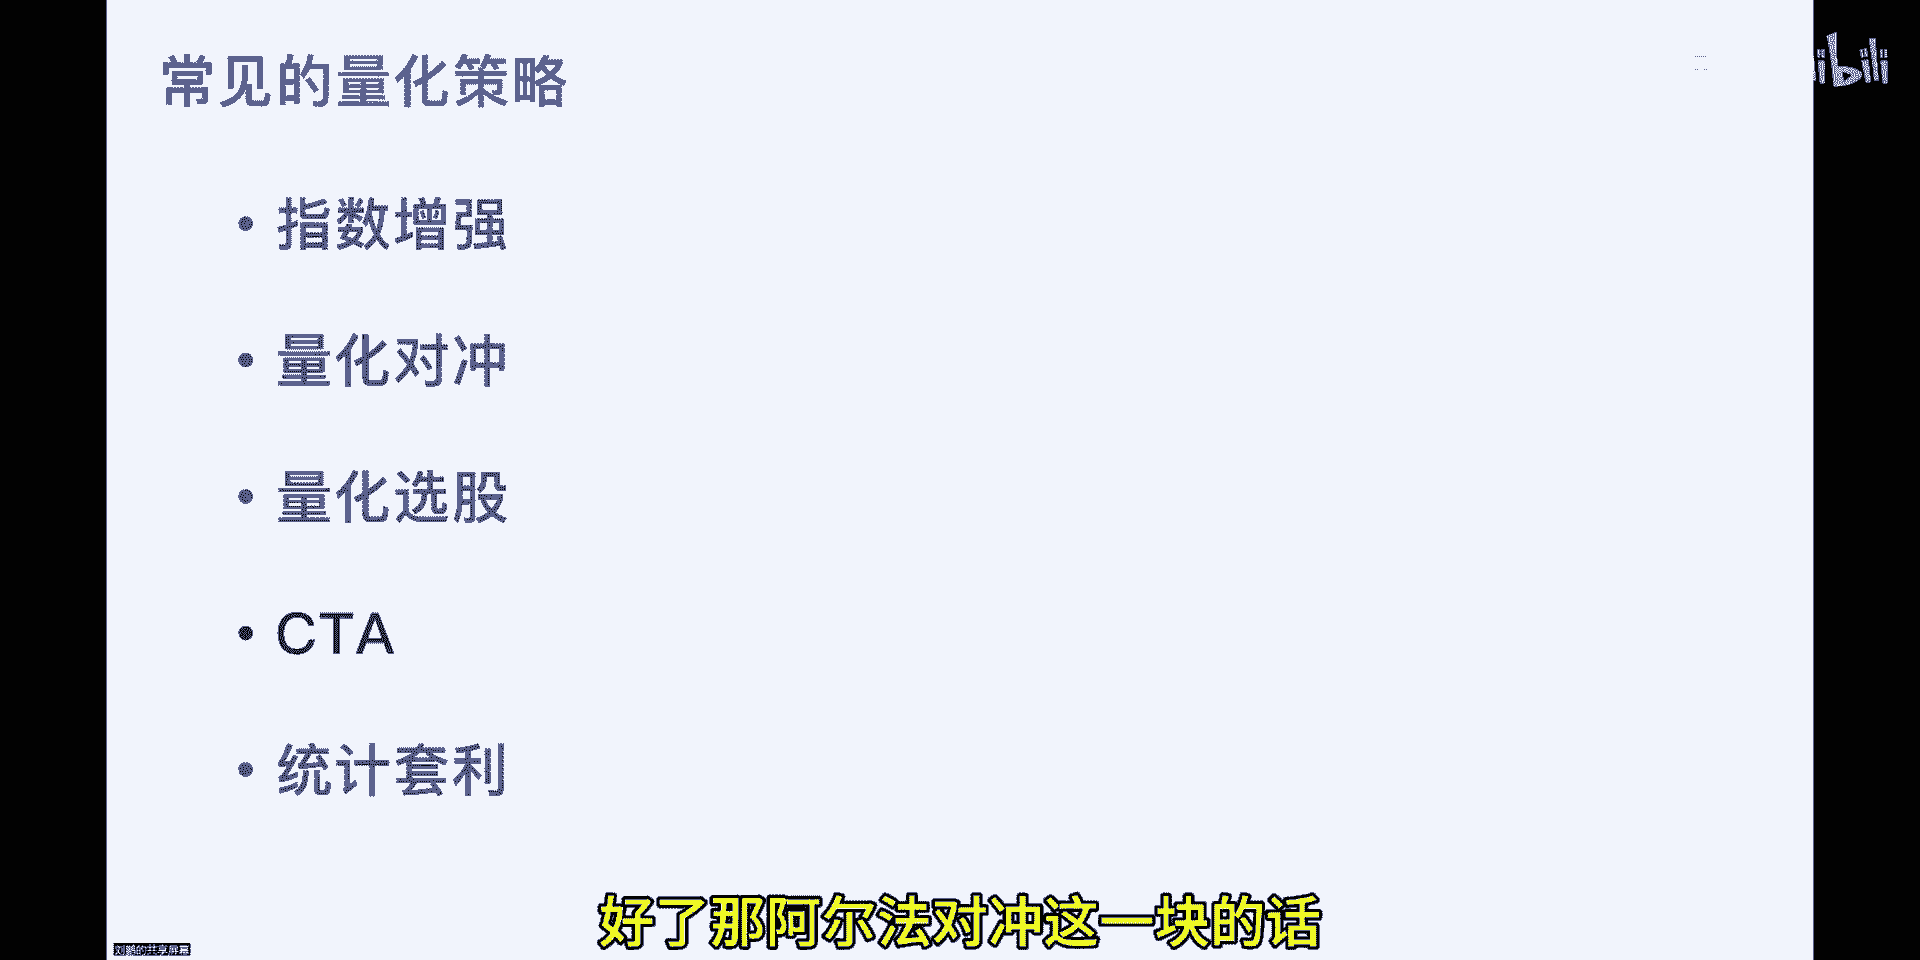 常见的量化策略
ibili
• 指数增强
• 量化对冲
• 量化选股
• CTA
• 统计套利
好了那阿尔法对冲这一块的话
刘鹏的共享屏幕